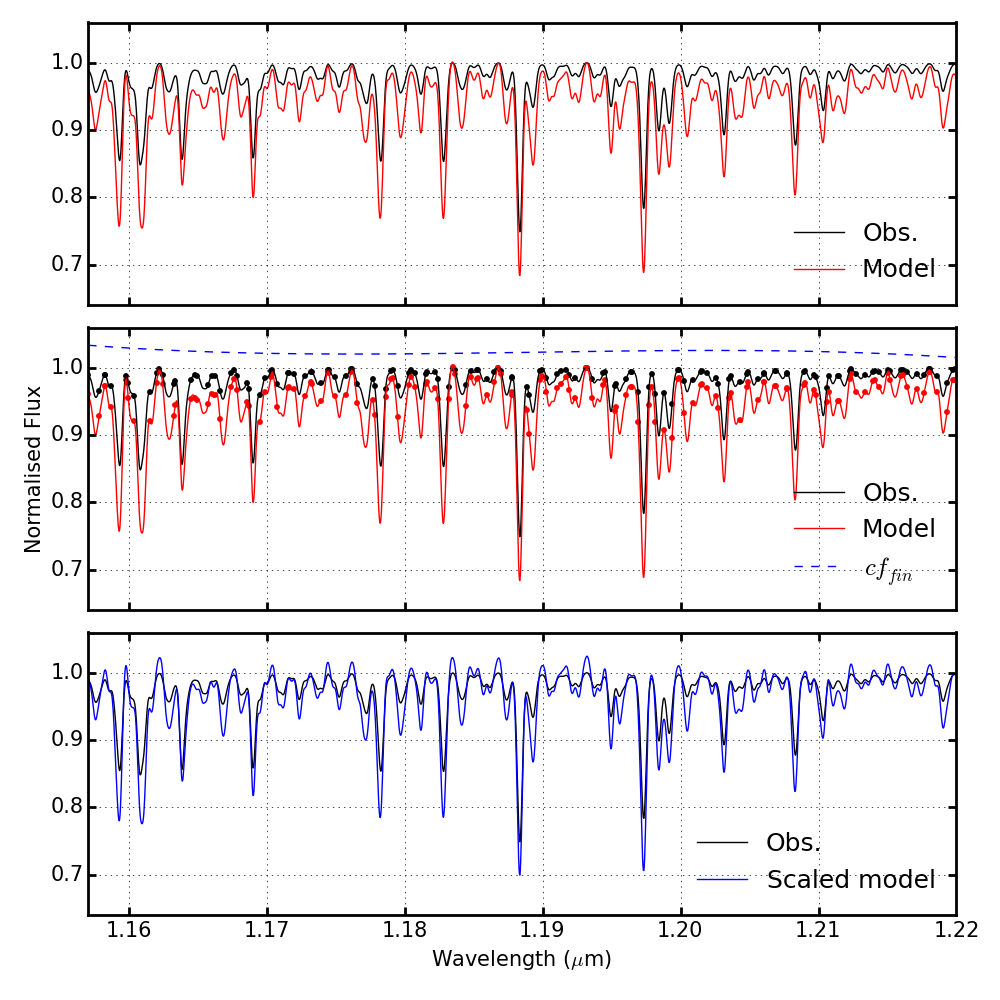 1.0
0.9
0.8
0.7
Obs.
Model
Normalised Flux
1.0
0.9
0.8
0.7
Obs.
Model
cf_fin
1.0
0.9
0.8
0.7
Obs.
Scaled model
1.16 1.17 1.18 1.19 1.20 1.21 1.22
Wavelength (μm)